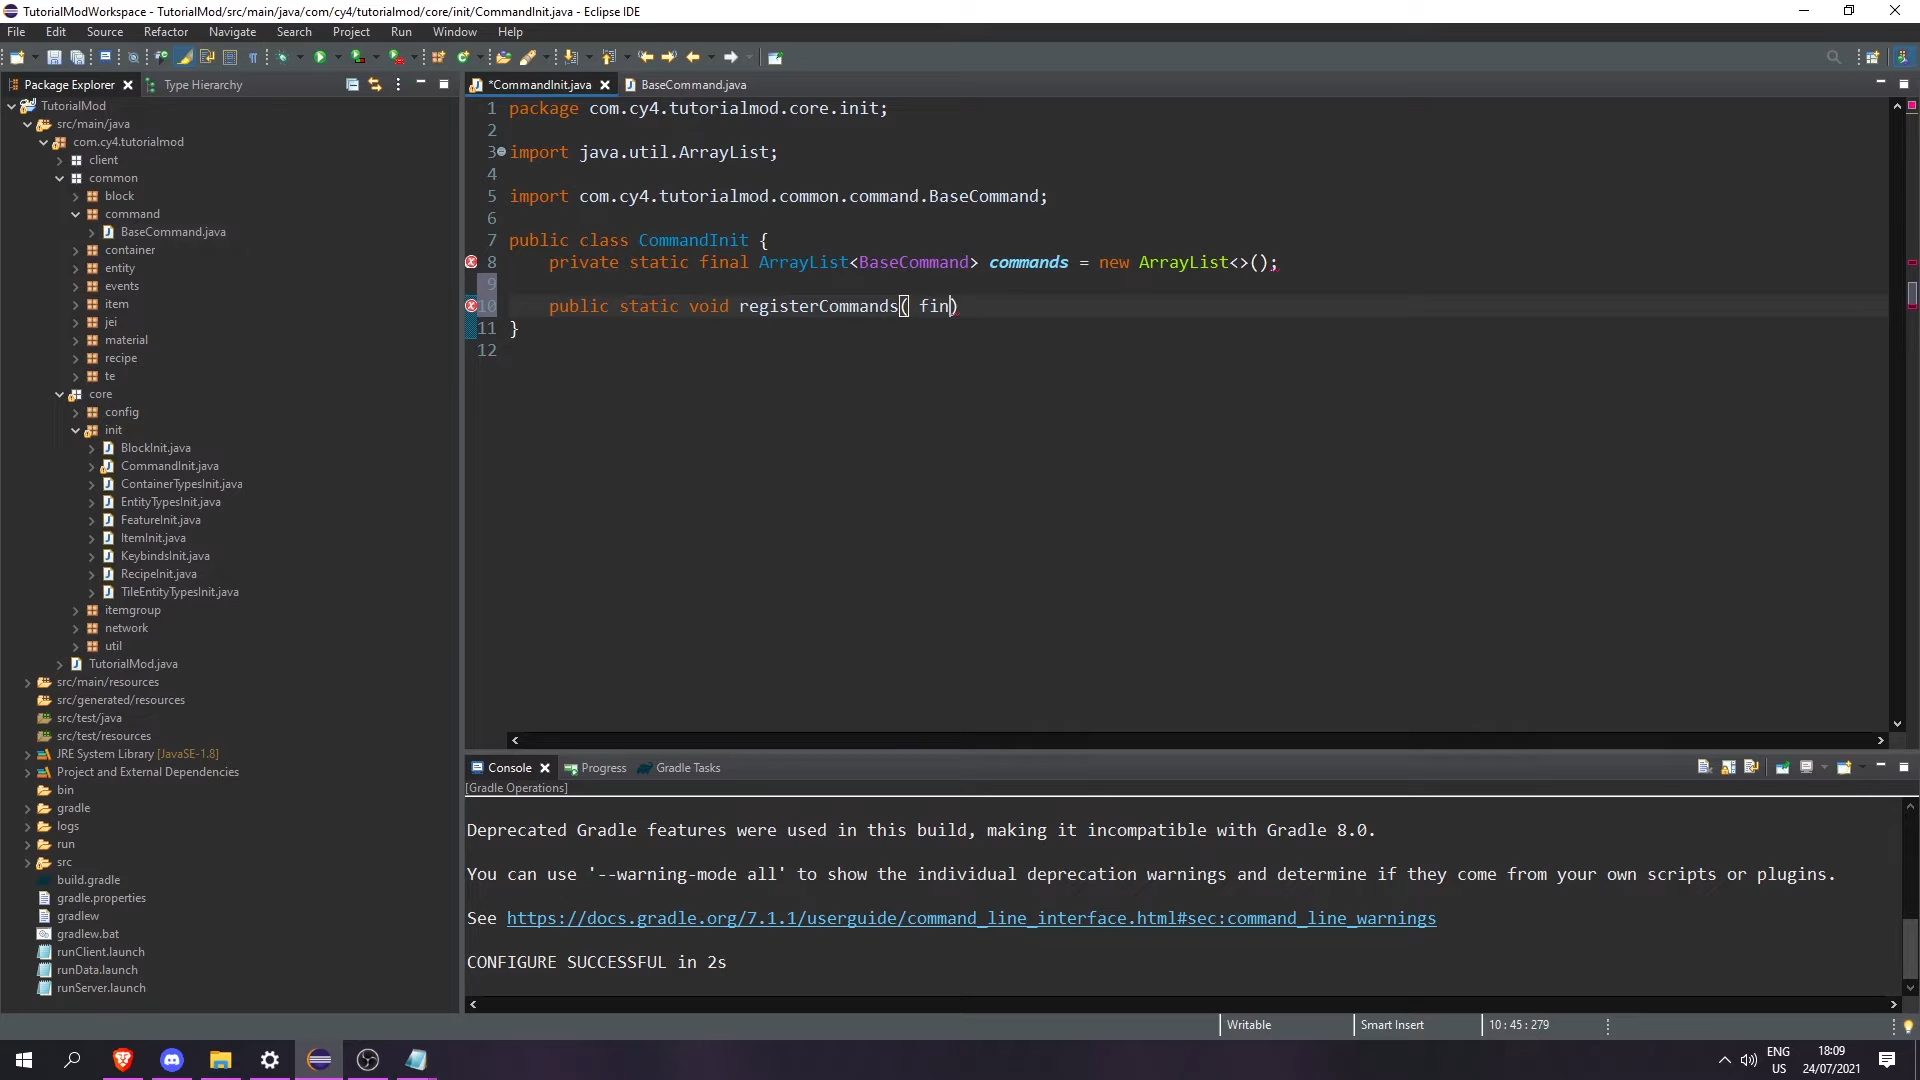 TutorialModWorkspace - TutorialMod/src/main/java/com/cy4/tutorialmod/core/init/CommandInit.java - Eclipse IDE
File Edit Source Refactor Navigate Search Project Run Window Help
Package Explorer Type Hierarchy
*CommandInit.java BaseCommand.java
TutorialMod
src/main/java
com.cy4.tutorialmod
client
common
block
command
BaseCommand.java
container
entity
events
item
jei
material
recipe
te
core
config
init
BlockInit.java
CommandInit.java
ContainerTypesInit.java
EntityTypesInit.java
FeatureInit.java
ItemInit.java
KeybindsInit.java
RecipeInit.java
TileEntityTypesInit.java
itemgroup
network
util
TutorialMod.java
src/main/resources
src/generated/resources
src/test/java
src/test/resources
JRE System Library [JavaSE-1.8]
Project and External Dependencies
bin
gradle
logs
run
src
build.gradle
gradle.properties
gradlew
gradlew.bat
runClient.launch
runData.launch
runServer.launch
1 package com.cy4.tutorialmod.core.init;
2
3 import java.util.ArrayList;
4
5 import com.cy4.tutorialmod.common.command.BaseCommand;
6
7 public class CommandInit {
8 private static final ArrayList<BaseCommand> commands = new ArrayList<>();
9
10 public static void registerCommands( fin)
11 }
12
Console Progress Gradle Tasks
[Gradle Operations]
Deprecated Gradle features were used in this build, making it incompatible with Gradle 8.0.
You can use '--warning-mode all' to show the individual deprecation warnings and determine if they come from your own scripts or plugins.
See https://docs.gradle.org/7.1.1/userguide/command_line_interface.html#sec:command_line_warnings
CONFIGURE SUCCESSFUL in 2s
Writable Smart Insert 10 : 45 : 279
ENG
US
18:09
24/07/2021